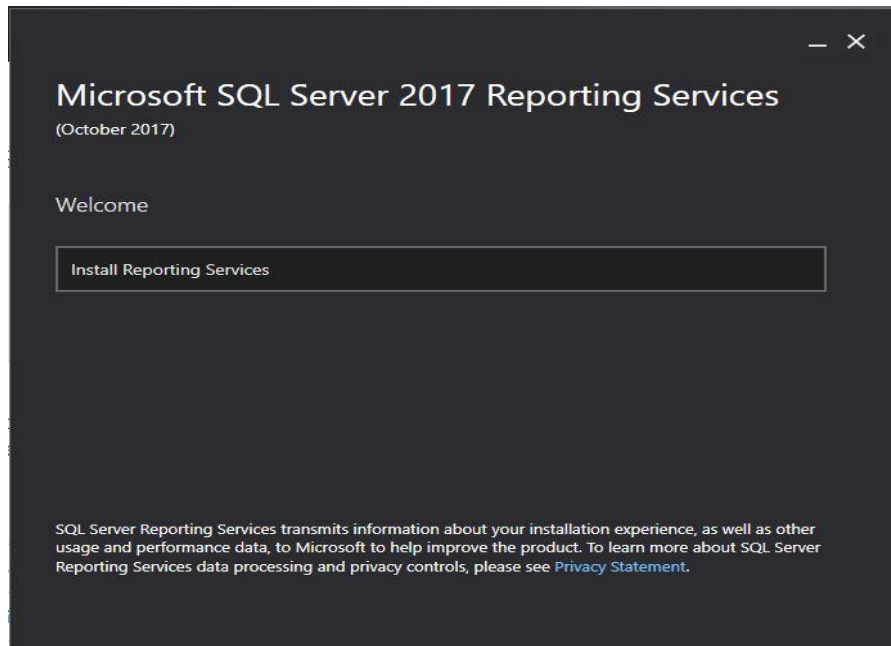 Microsoft SQL Server 2017 Reporting Services
(October 2017)
Welcome
Install Reporting Services
SQL Server Reporting Services transmits information about your installation experience, as well as other
usage and performance data, to Microsoft to help improve the product. To learn more about SQL Server
Reporting Services data processing and privacy controls, please see Privacy Statement.